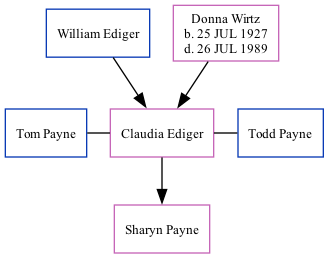 William Ediger
Donna Wirtz
b. 25 JUL 1927
d. 26 JUL 1989
Tom Payne
Claudia Ediger
Todd Payne
Sharyn Payne